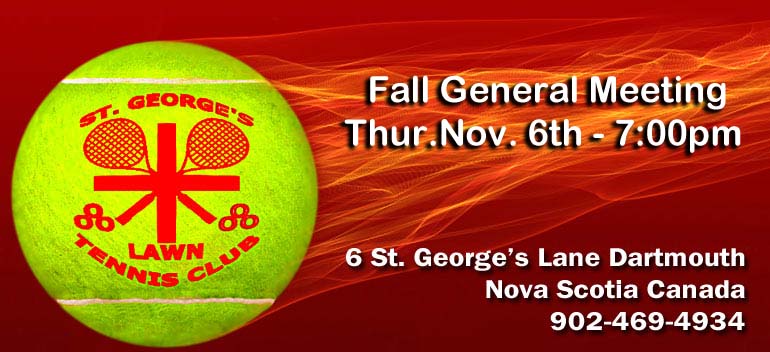 ST. GEORGE'S
LAWN
TENNIS CLUB
Fall General Meeting
Thur.Nov. 6th - 7:00pm
6 St. George’s Lane Dartmouth
Nova Scotia Canada
902-469-4934